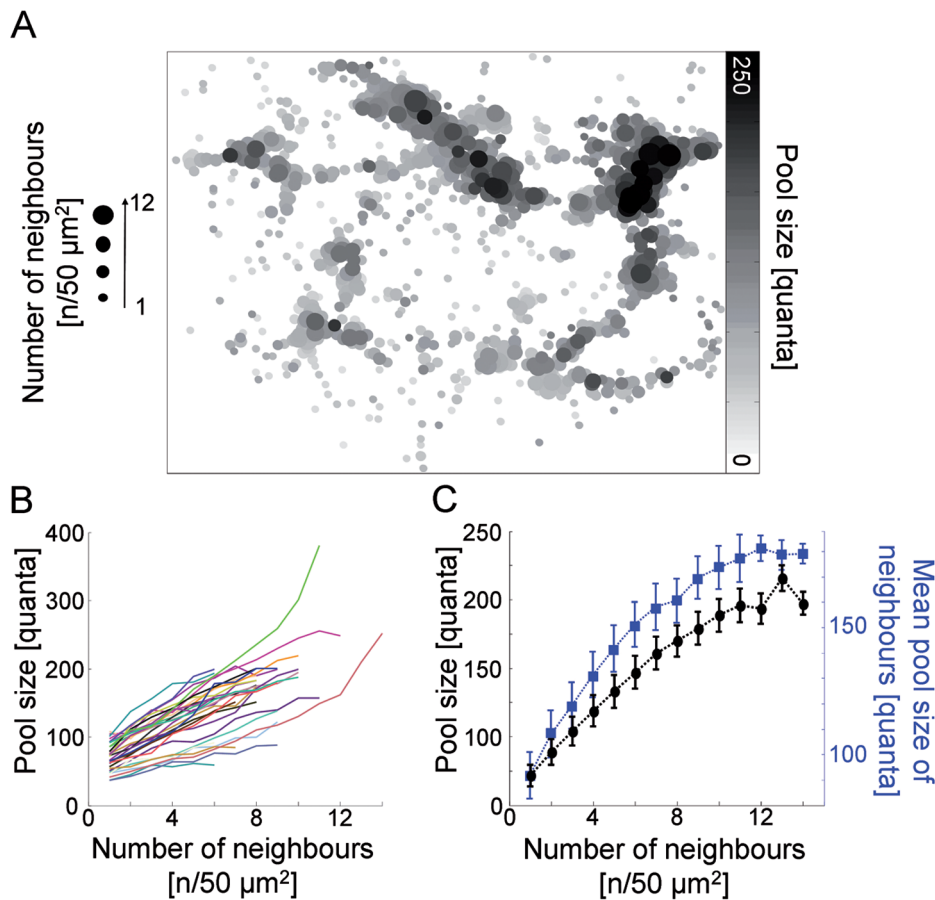 A
Number of neighbours
[n/50 µm²]
12
1
250
0
Pool size [quanta]
B
Pool size [quanta]
400
300
200
100
0
0
4
8
12
Number of neighbours
[n/50 µm²]
C
Pool size [quanta]
250
200
150
100
0
0
4
8
12
Number of neighbours
[n/50 µm²]
150
100
Mean pool size of
neighbours [quanta]